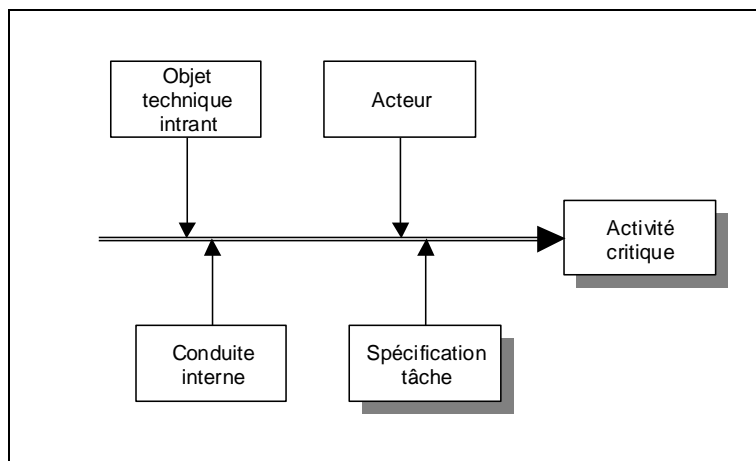 Objet
technique
intrant
Acteur
Activité
critique
Conduite
interne
Spécification
tâche